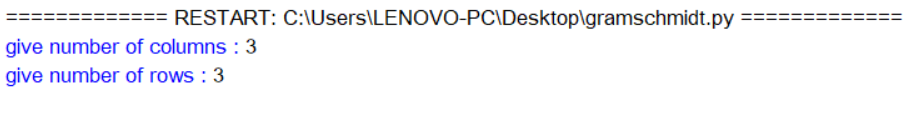 ============= RESTART: C:\Users\LENOVO-PC\Desktop\gramschmidt.py =============
give number of columns : 3
give number of rows : 3